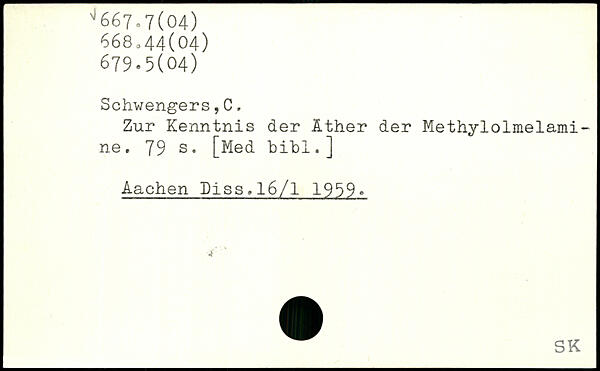 √667.7(04)
668.44(04)
679.5(04)
Schwengers,C.
Zur Kenntnis der Äther der Methylolmelami-
ne. 79 s. [Med bibl.]
Aachen Diss.16/1 1959.
SK